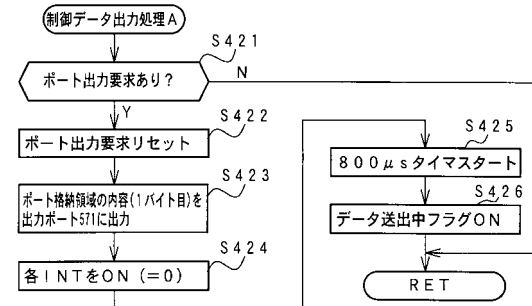 制御データ出力処理A
S421
ポート出力要求あり？
N
Y
S422
ポート出力要求リセット
S423
ポート格納領域の内容(1バイト目)を
出力ポート571に出力
S424
各INTをON(=0)
S425
800μsタイマスタート
S426
データ送出中フラグON
RET